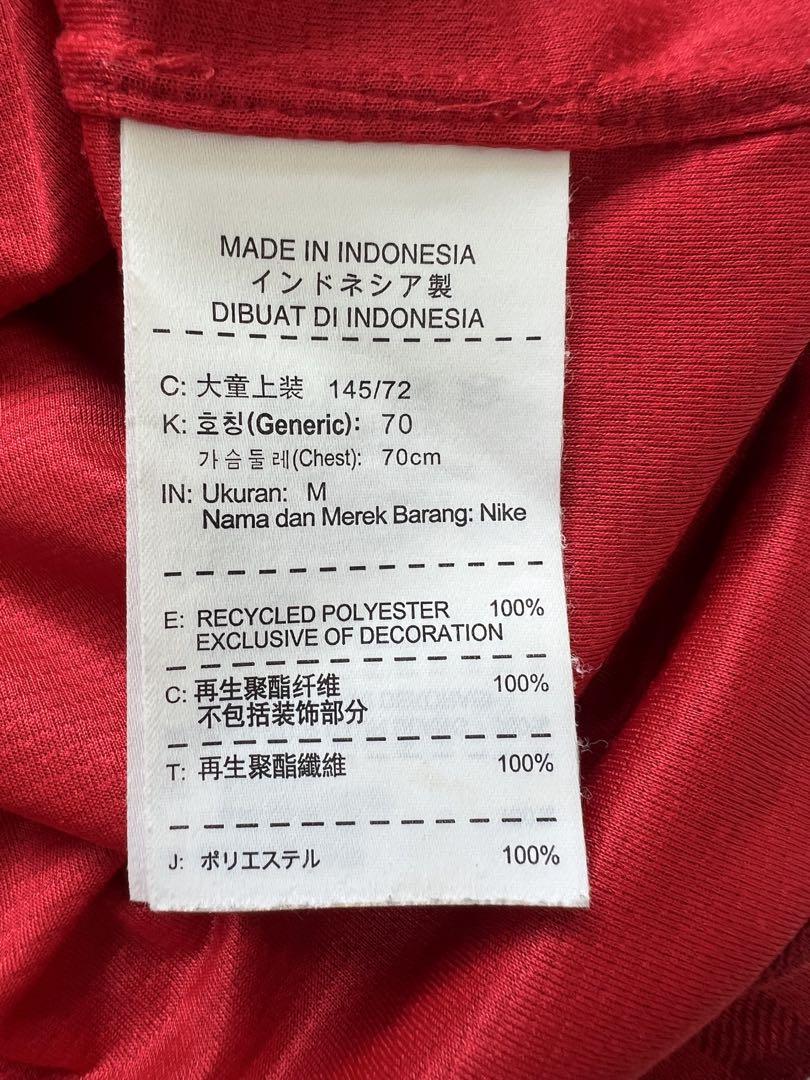 MADE IN INDONESIA
インドネシア製
DIBUAT DI INDONESIA
C: 大童上装 145/72
K: 호칭(Generic): 70
가슴둘레(Chest): 70cm
IN: Ukuran: M
Nama dan Merek Barang: Nike
E: RECYCLED POLYESTER 100%
EXCLUSIVE OF DECORATION
C: 再生聚酯纤维 100%
不包括装饰部分
T: 再生聚酯纖維 100%
J: ポリエステル 100%